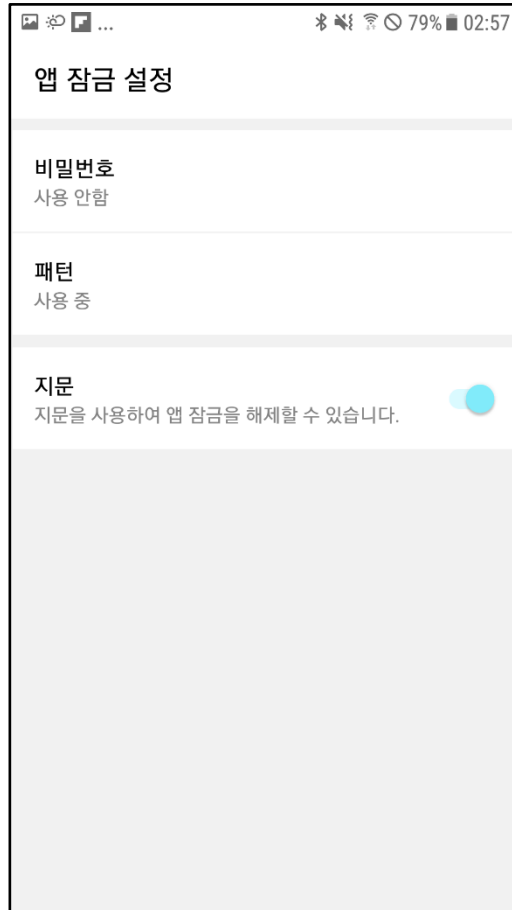 ... 79% 02:57
앱 잠금 설정
비밀번호
사용 안함
패턴
사용 중
지문
지문을 사용하여 앱 잠금을 해제할 수 있습니다.